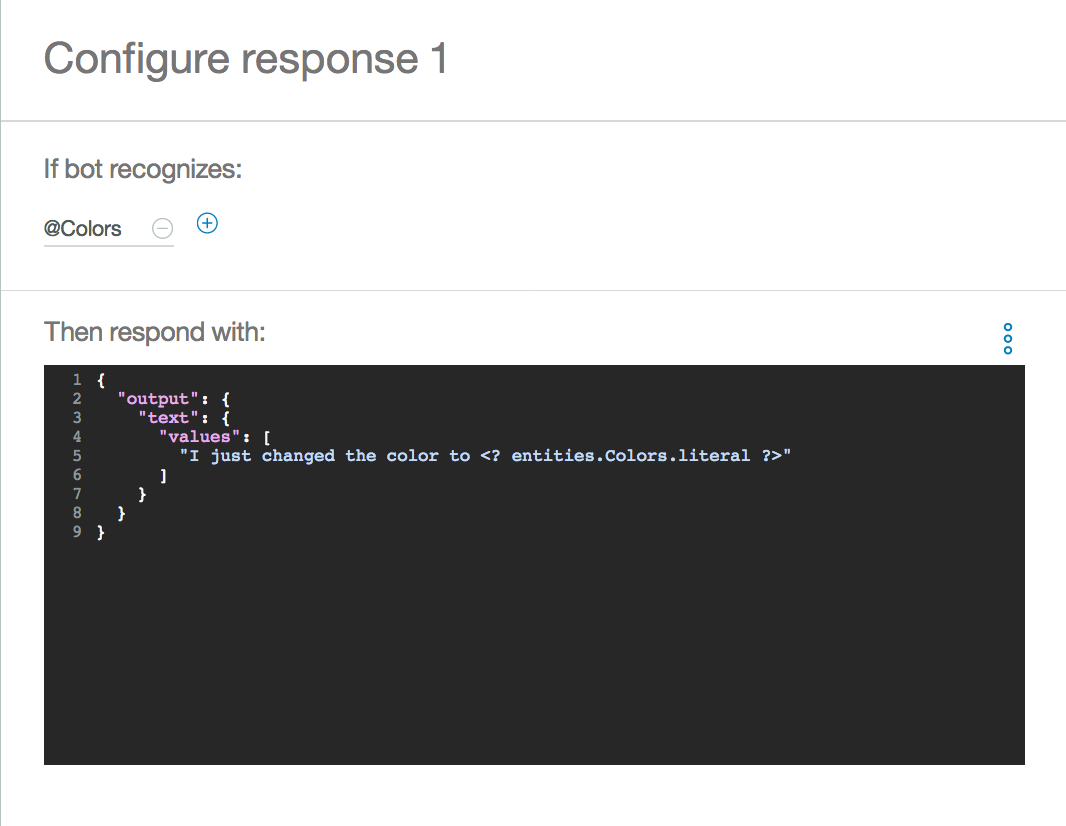 Configure response 1
If bot recognizes:
@Colors
Then respond with:
1 {
2   "output": {
3     "text": {
4       "values": [
5         "I just changed the color to <? entities.Colors.literal ?>"
6       ]
7     }
8   }
9 }